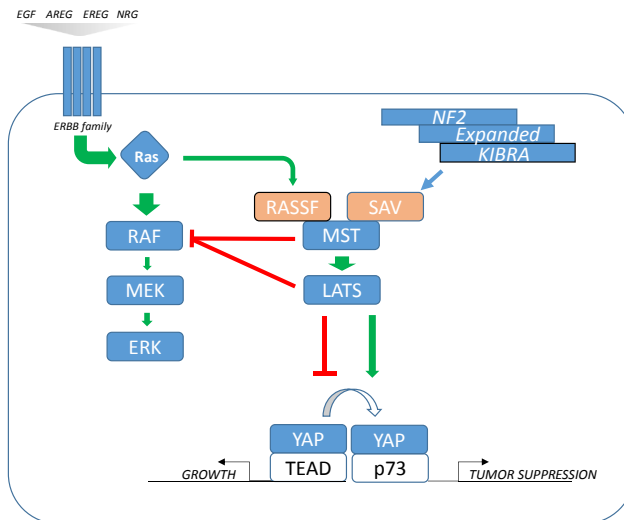 EGF AREG EREG NRG
ERBB family
NF2
Expanded
KIBRA
Ras
RASSF
SAV
RAF
MST
MEK
LATS
ERK
YAP
YAP
TEAD
p73
GROWTH
TUMOR SUPPRESSION